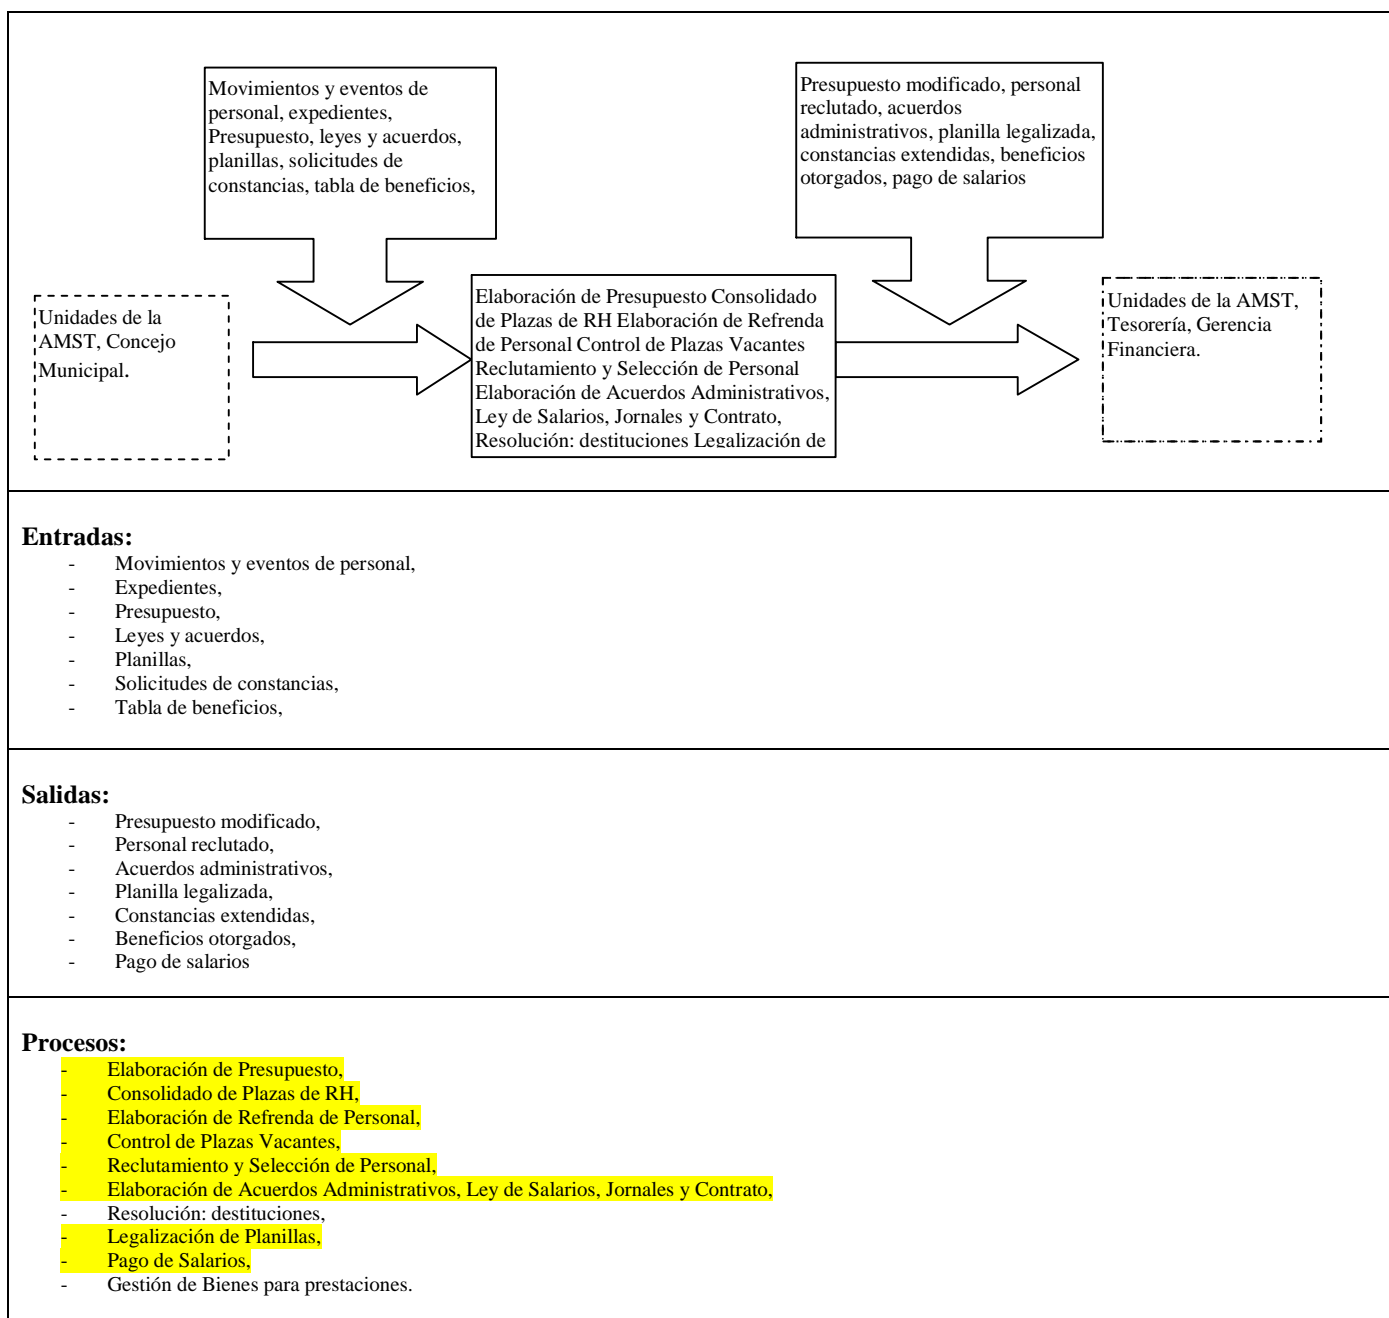 Movimientos y eventos de
personal, expedientes,
Presupuesto, leyes y acuerdos,
planillas, solicitudes de
constancias, tabla de beneficios,
Presupuesto modificado, personal
reclutado, acuerdos
administrativos, planilla legalizada,
constancias extendidas, beneficios
otorgados, pago de salarios
Unidades de la
AMST, Concejo
Municipal.
Elaboración de Presupuesto Consolidado
de Plazas de RH Elaboración de Refrenda
de Personal Control de Plazas Vacantes
Reclutamiento y Selección de Personal
Elaboración de Acuerdos Administrativos,
Ley de Salarios, Jornales y Contrato,
Resolución: destituciones Legalización de
Unidades de la AMST,
Tesorería, Gerencia
Financiera.
Entradas:
- Movimientos y eventos de personal,
- Expedientes,
- Presupuesto,
- Leyes y acuerdos,
- Planillas,
- Solicitudes de constancias,
- Tabla de beneficios,
Salidas:
- Presupuesto modificado,
- Personal reclutado,
- Acuerdos administrativos,
- Planilla legalizada,
- Constancias extendidas,
- Beneficios otorgados,
- Pago de salarios
Procesos:
- Elaboración de Presupuesto,
- Consolidado de Plazas de RH,
- Elaboración de Refrenda de Personal,
- Control de Plazas Vacantes,
- Reclutamiento y Selección de Personal,
- Elaboración de Acuerdos Administrativos, Ley de Salarios, Jornales y Contrato,
- Resolución: destituciones,
- Legalización de Planillas,
- Pago de Salarios,
- Gestión de Bienes para prestaciones.